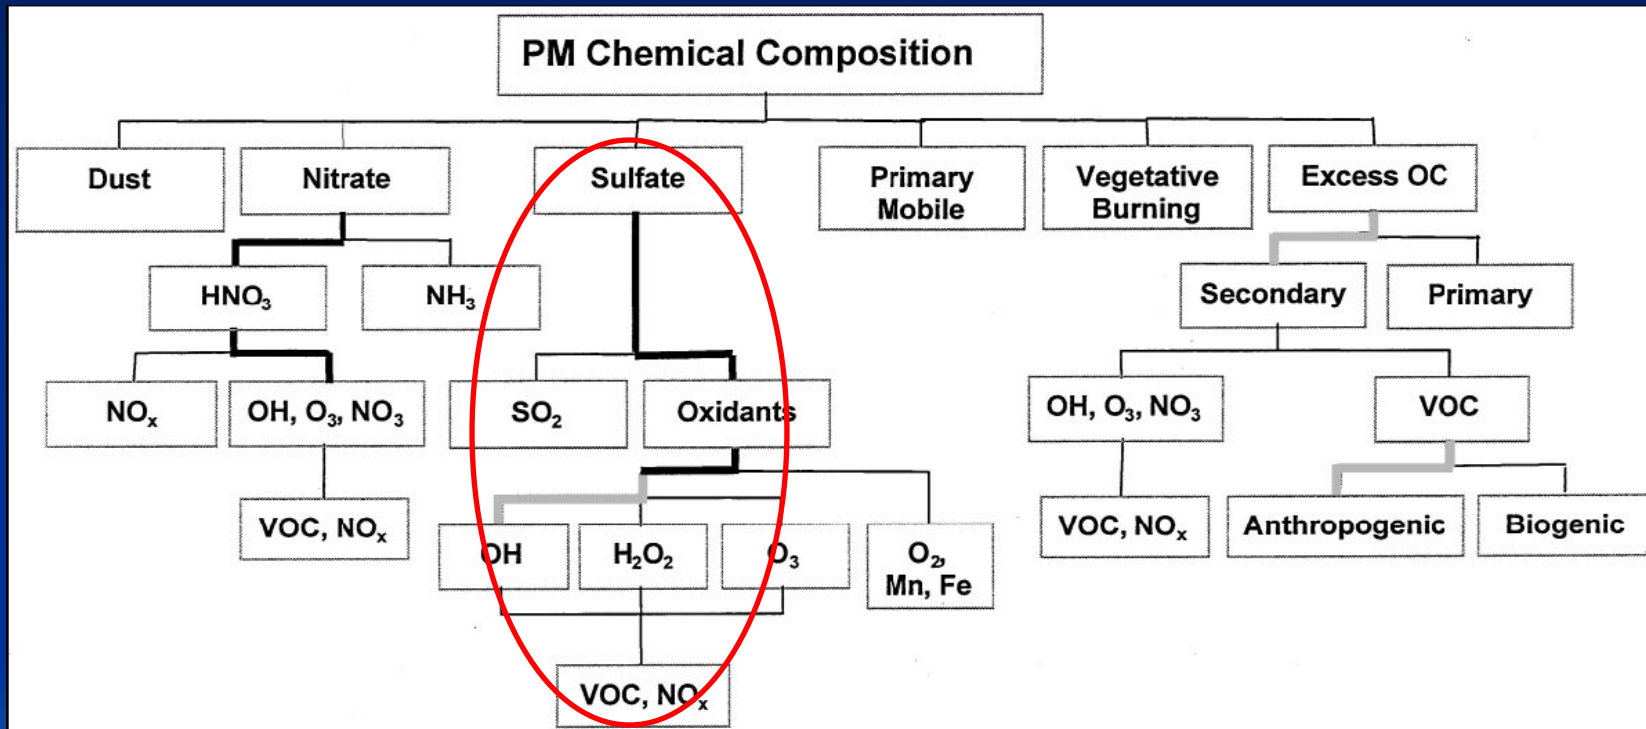 PM Chemical Composition
Dust
Nitrate
Sulfate
Primary
Mobile
Vegetative
Burning
Excess OC
HNO₃
NH₃
Secondary
Primary
NOₓ
OH, O₃, NO₃
SO₂
Oxidants
OH, O₃, NO₃
VOC
VOC, NOₓ
OH
H₂O₂
O₃
O₂,
Mn, Fe
VOC, NOₓ
Anthropogenic
Biogenic
VOC, NOₓ